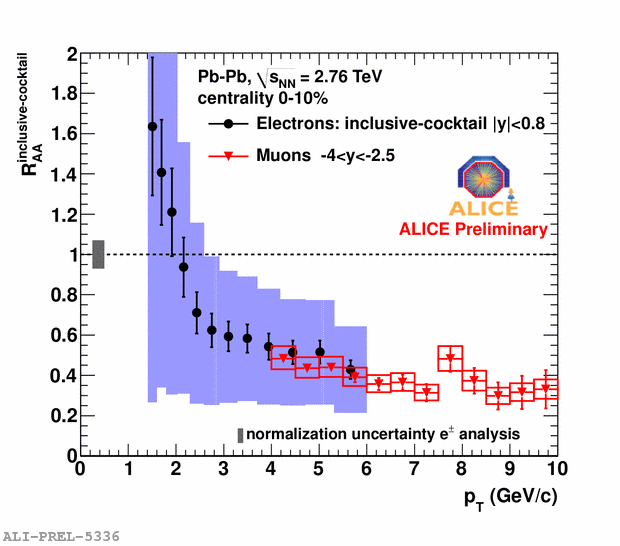 R_AA^inclusive-cocktail
2
1.8
1.6
1.4
1.2
1
0.8
0.6
0.4
0.2
0
Pb-Pb, √s_NN = 2.76 TeV
centrality 0-10%
Electrons: inclusive-cocktail |y|<0.8
Muons -4<y<-2.5
ALICE
ALICE Preliminary
normalization uncertainty e± analysis
0 1 2 3 4 5 6 7 8 9 10
p_T (GeV/c)
ALI-PREL-5336